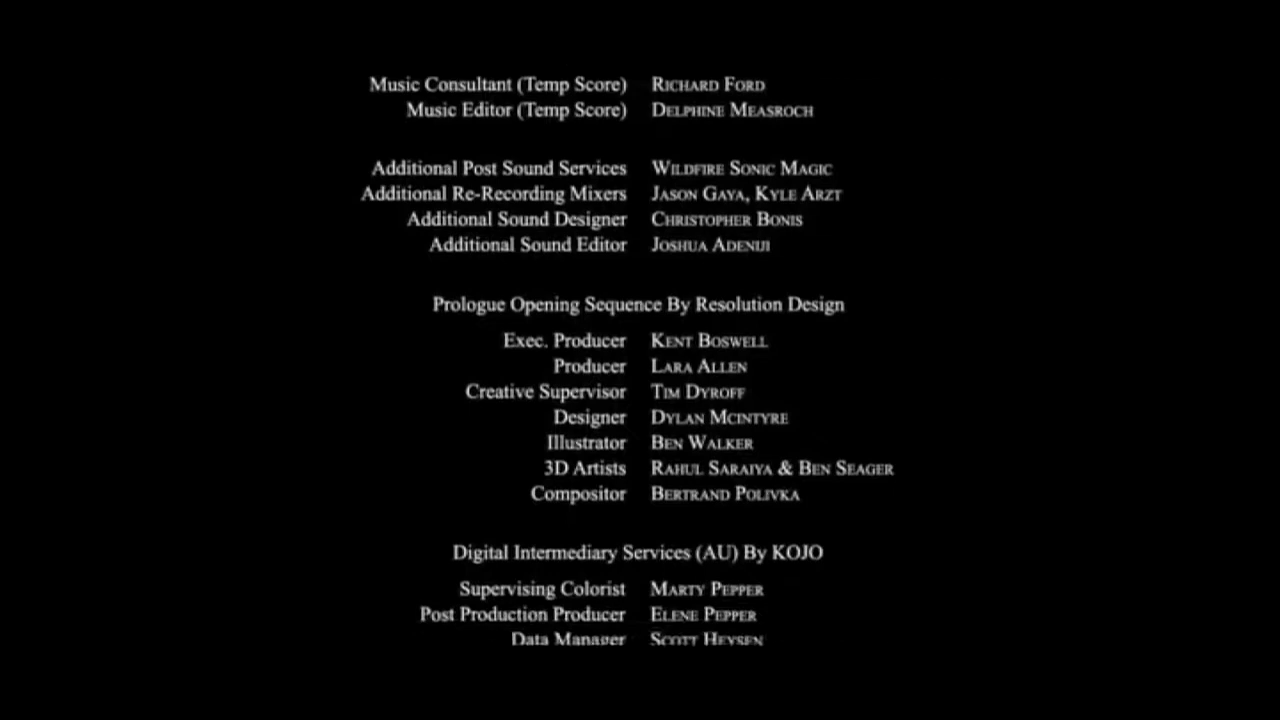 Music Consultant (Temp Score) RICHARD FORD
Music Editor (Temp Score) DELPHINE MEASROCH
Additional Post Sound Services WILDFIRE SONIC MAGIC
Additional Re-Recording Mixers JASON GAYA, KYLE ARZT
Additional Sound Designer CHRISTOPHER BONIS
Additional Sound Editor JOSHUA ADENIJI
Prologue Opening Sequence By Resolution Design
Exec. Producer KENT BOSWELL
Producer LARA ALLEN
Creative Supervisor TIM DYROFF
Designer DYLAN MCINTYRE
Illustrator BEN WALKER
3D Artists RAHUL SARAIYA & BEN SEAGER
Compositor BERTRAND POLIVKA
Digital Intermediary Services (AU) By KOJO
Supervising Colorist MARTY PEPPER
Post Production Producer ELENE PEPPER
Data Manager SCOTT HEYSEN